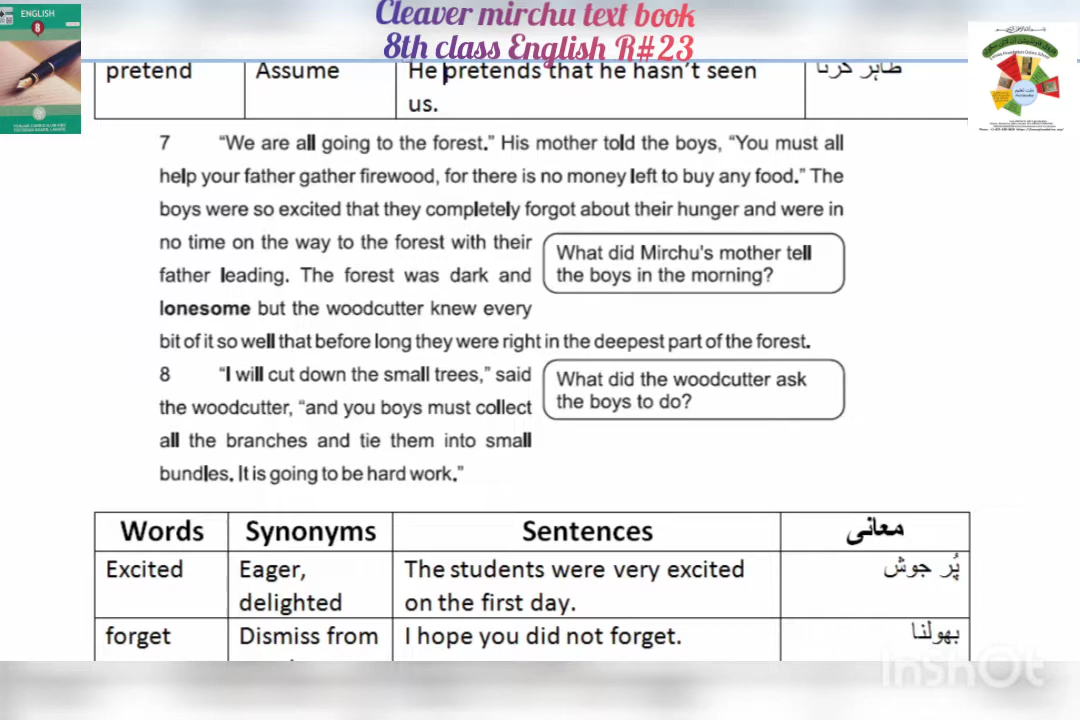 Cleaver mirchu text book
8th class English R#23
ENGLISH
8
pretend Assume He pretends that he hasn't seen us. ظاہر کرنا
7 "We are all going to the forest." His mother told the boys, "You must all
help your father gather firewood, for there is no money left to buy any food." The
boys were so excited that they completely forgot about their hunger and were in
no time on the way to the forest with their
father leading. The forest was dark and
lonesome but the woodcutter knew every
bit of it so well that before long they were right in the deepest part of the forest.
What did Mirchu's mother tell
the boys in the morning?
8 "I will cut down the small trees," said
the woodcutter, "and you boys must collect
all the branches and tie them into small
bundles. It is going to be hard work."
What did the woodcutter ask
the boys to do?
Words Synonyms Sentences معانی
Excited Eager, delighted The students were very excited on the first day. پُر جوش
forget Dismiss from I hope you did not forget. بھولنا
InShOt